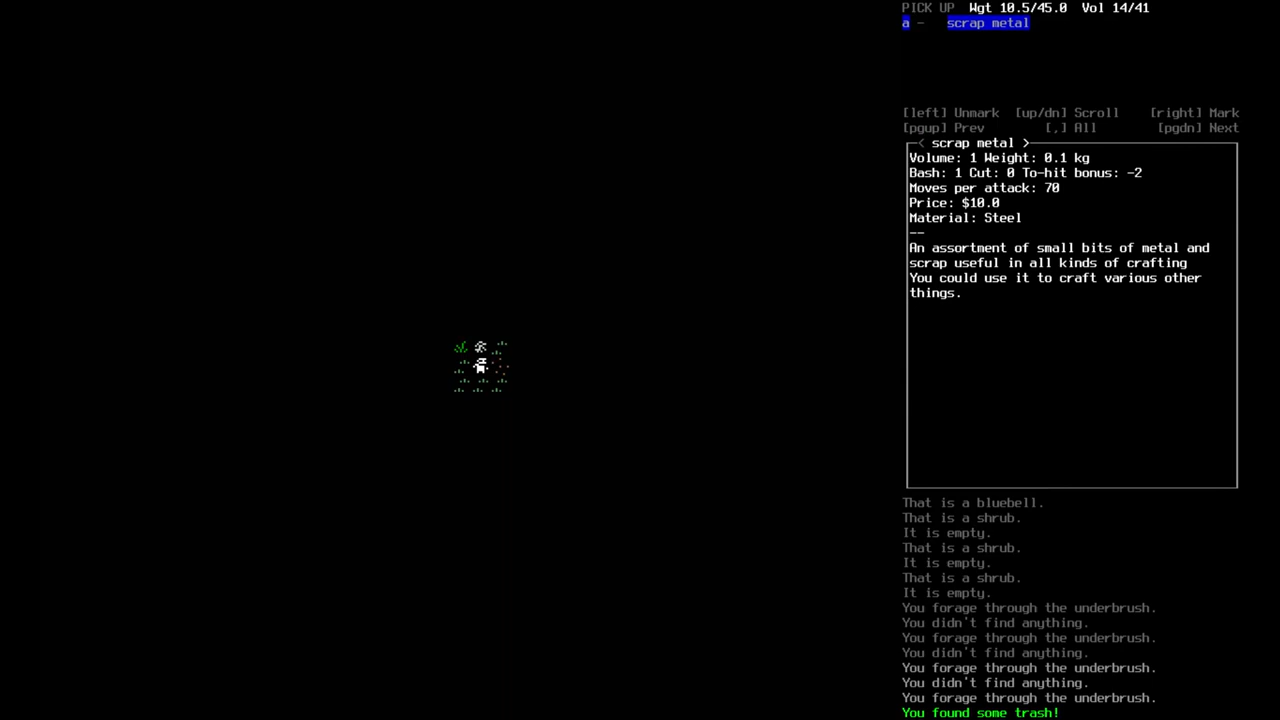 PICK UP Wgt 10.5/45.0 Vol 14/41
a - scrap metal
[left] Unmark [up/dn] Scroll [right] Mark
[pgup] Prev [,] All [pgdn] Next
< scrap metal >
Volume: 1 Weight: 0.1 kg
Bash: 1 Cut: 0 To-hit bonus: -2
Moves per attack: 70
Price: $10.0
Material: Steel
--
An assortment of small bits of metal and
scrap useful in all kinds of crafting
You could use it to craft various other
things.
That is a bluebell.
That is a shrub.
It is empty.
That is a shrub.
It is empty.
That is a shrub.
It is empty.
You forage through the underbrush.
You didn't find anything.
You forage through the underbrush.
You didn't find anything.
You forage through the underbrush.
You didn't find anything.
You forage through the underbrush.
You found some trash!